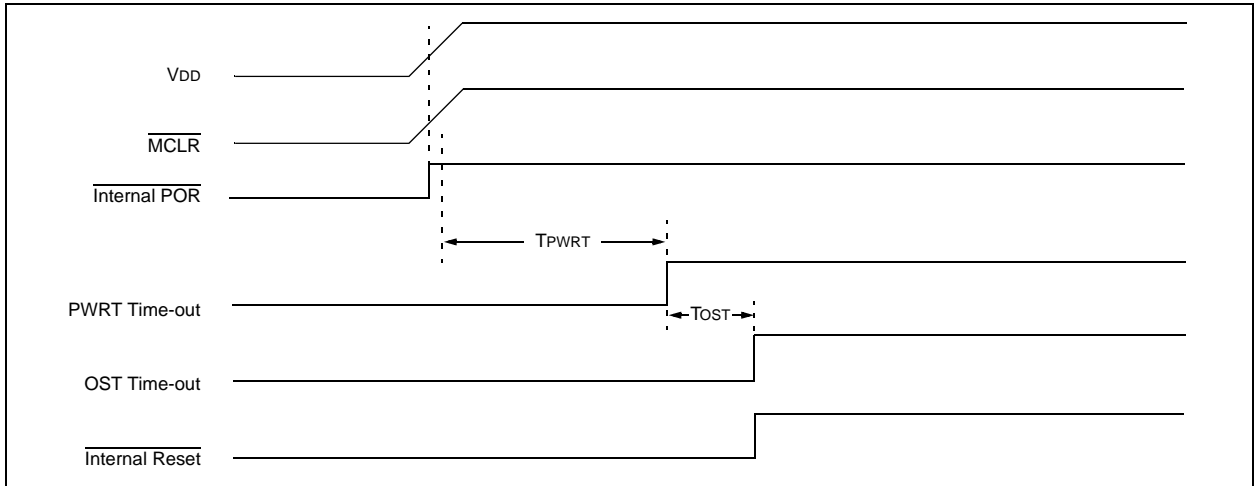 VDD
MCLR
Internal POR
TPWRT
PWRT Time-out
TOST
OST Time-out
Internal Reset